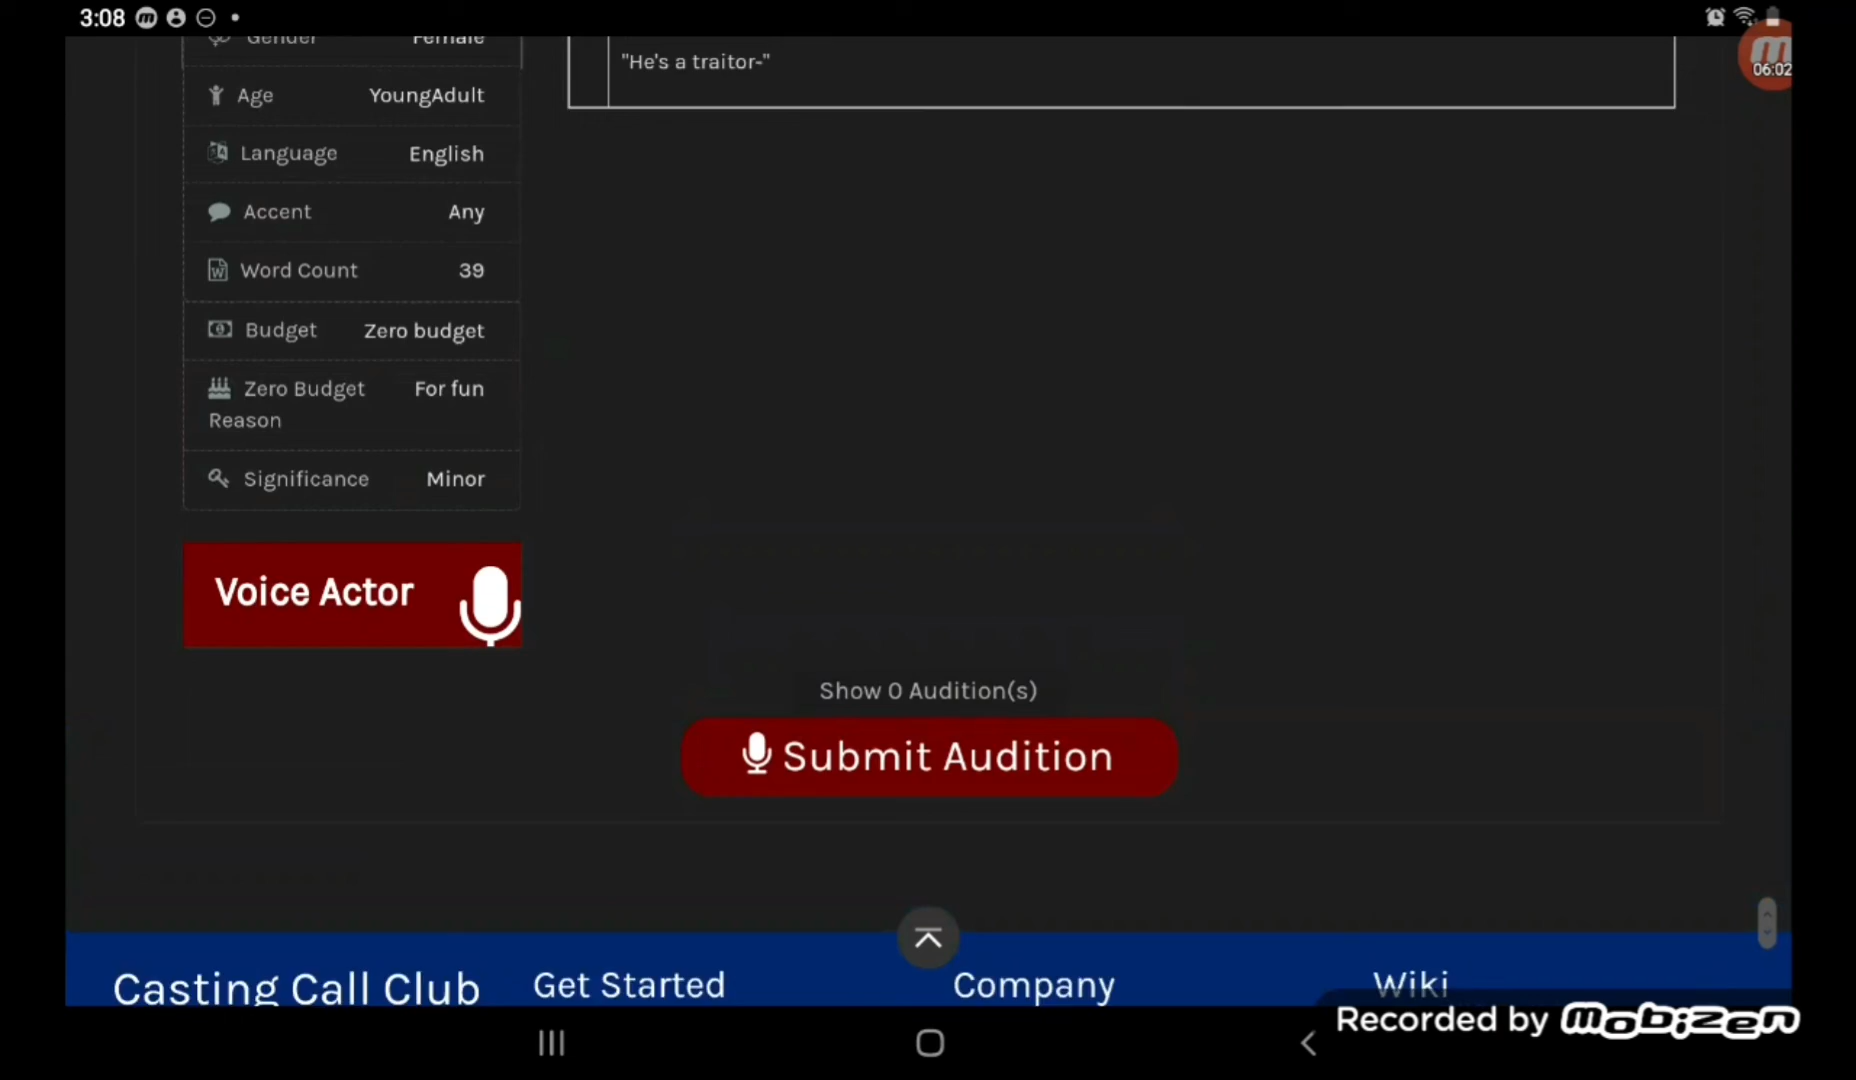 3:08
06:02
Gender Female
"He's a traitor-"
Age YoungAdult
Language English
Accent Any
Word Count 39
Budget Zero budget
Zero Budget Reason For fun
Significance Minor
Voice Actor
Show 0 Audition(s)
Submit Audition
Casting Call Club
Get Started
Company
Wiki
Recorded by Mobizen